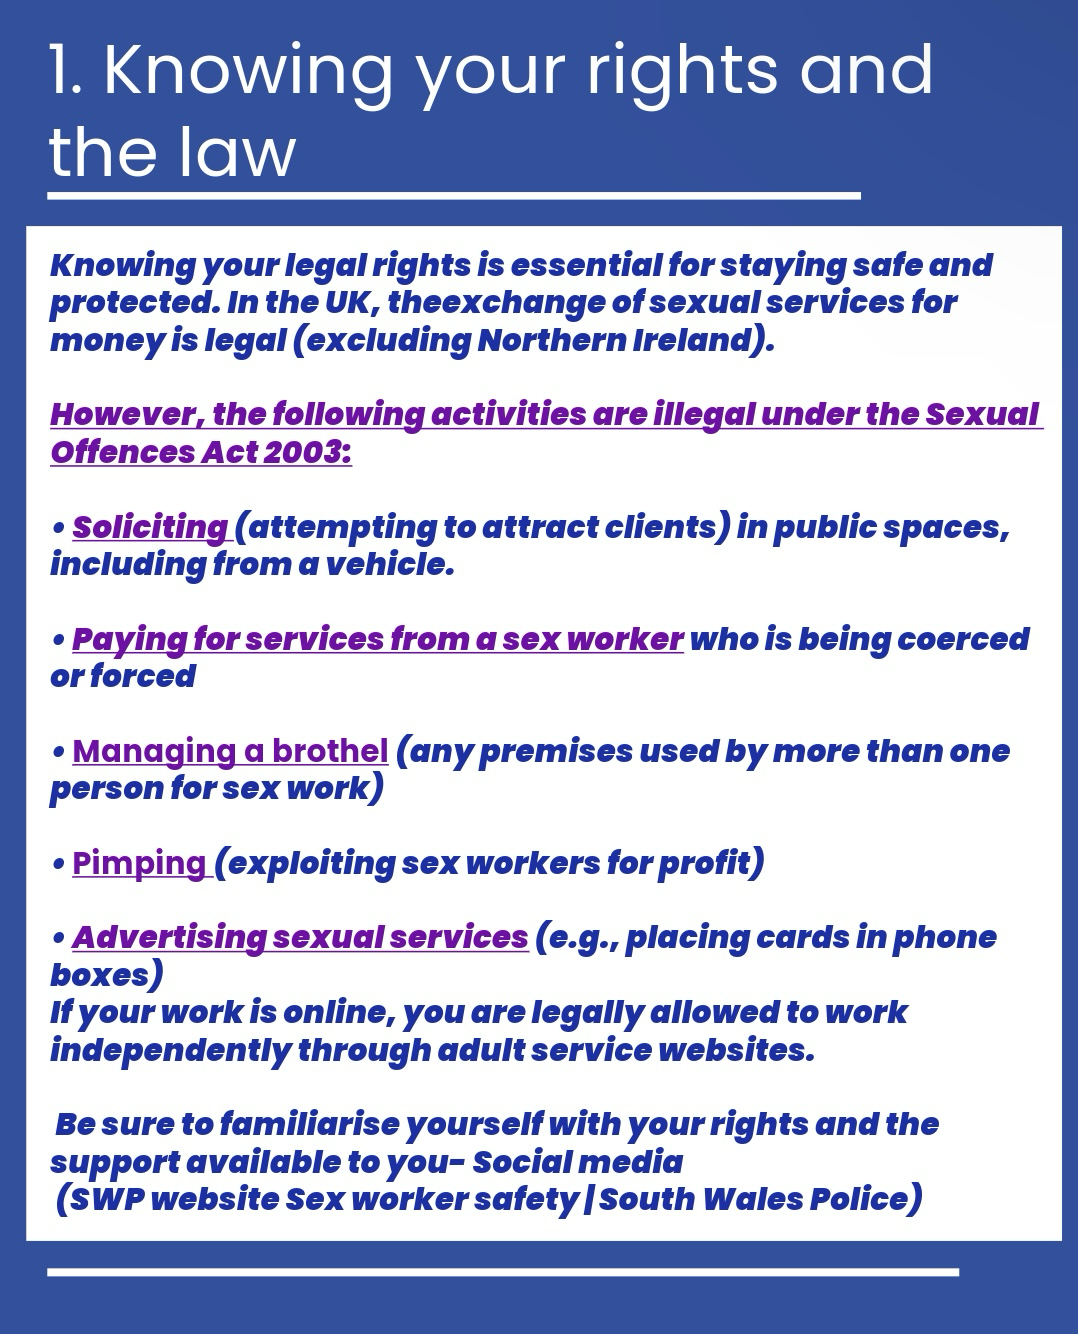 1. Knowing your rights and
the law
Knowing your legal rights is essential for staying safe and
protected. In the UK, theexchange of sexual services for
money is legal (excluding Northern Ireland).
However, the following activities are illegal under the Sexual
Offences Act 2003:
• Soliciting (attempting to attract clients) in public spaces,
including from a vehicle.
• Paying for services from a sex worker who is being coerced
or forced
• Managing a brothel (any premises used by more than one
person for sex work)
• Pimping (exploiting sex workers for profit)
• Advertising sexual services (e.g., placing cards in phone
boxes)
If your work is online, you are legally allowed to work
independently through adult service websites.
Be sure to familiarise yourself with your rights and the
support available to you- Social media
(SWP website Sex worker safety | South Wales Police)